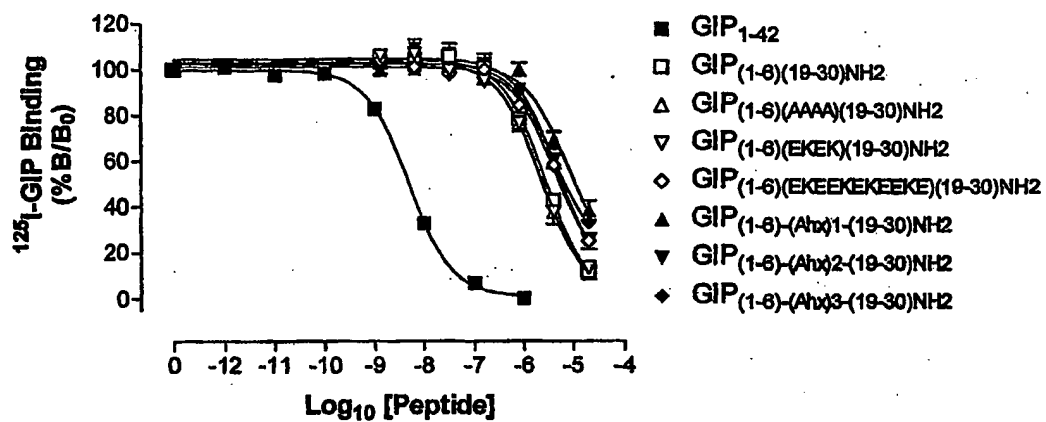 120
100
80
60
40
20
0
125I-GIP Binding
(%B/B0)
0 -12 -11 -10 -9 -8 -7 -6 -5 -4
Log10 [Peptide]
GIP1-42
GIP(1-6)(19-30)NH2
GIP(1-6)(AAAA)(19-30)NH2
GIP(1-6)(EKEK)(19-30)NH2
GIP(1-6)(EKEEKEKEEKE)(19-30)NH2
GIP(1-6)-(Ahx)1-(19-30)NH2
GIP(1-6)-(Ahx)2-(19-30)NH2
GIP(1-6)-(Ahx)3-(19-30)NH2